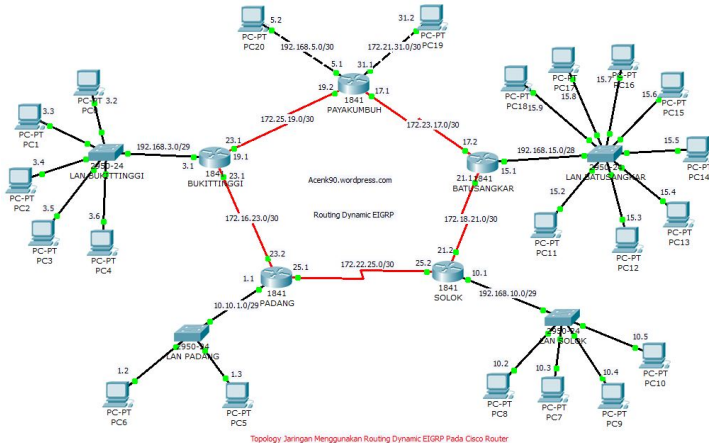 5.2
PC-PT
PC20
192.168.5.0/30
31.2
PC-PT
PC19
172.21.31.0/30
5.1
31.1
19.2
17.1
1841
PAYAKUMBUH
172.25.19.0/30
172.23.17.0/30
3.2
PC-PT
3.3
PC-PT
PC1
3.4
PC-PT
PC2
3.5
PC-PT
PC3
3.6
PC-PT
PC4
2950-24
LAN BUKITTINGGI
192.168.3.0/29
3.1
23.1
19.1
1841
BUKITTINGGI
23.1
172.16.23.0/30
23.2
Acenk90.wordpress.com
Routing Dynamic EIGRP
17.2
15.1
21.1
1841
BATUSANGKAR
192.168.15.0/28
2950-24
LAN BATUSANGKAR
PC-PT
PC18
15.9
PC-PT
PC17
15.8
PC-PT
PC16
15.7
PC-PT
PC15
15.6
15.5
PC-PT
PC14
15.4
PC-PT
PC13
15.3
PC-PT
PC12
15.2
PC-PT
PC11
172.18.21.0/30
21.2
25.2
10.1
1841
SOLOK
172.22.25.0/30
25.1
1.1
1841
PADANG
10.10.1.0/29
2950-24
LAN PADANG
1.2
PC-PT
PC6
1.3
PC-PT
PC5
192.168.10.0/29
2950-24
LAN SOLOK
10.2
PC-PT
PC8
10.3
PC-PT
PC7
10.4
PC-PT
PC9
10.5
PC-PT
PC10
Topology Jaringan Menggunakan Routing Dynamic EIGRP Pada Cisco Router